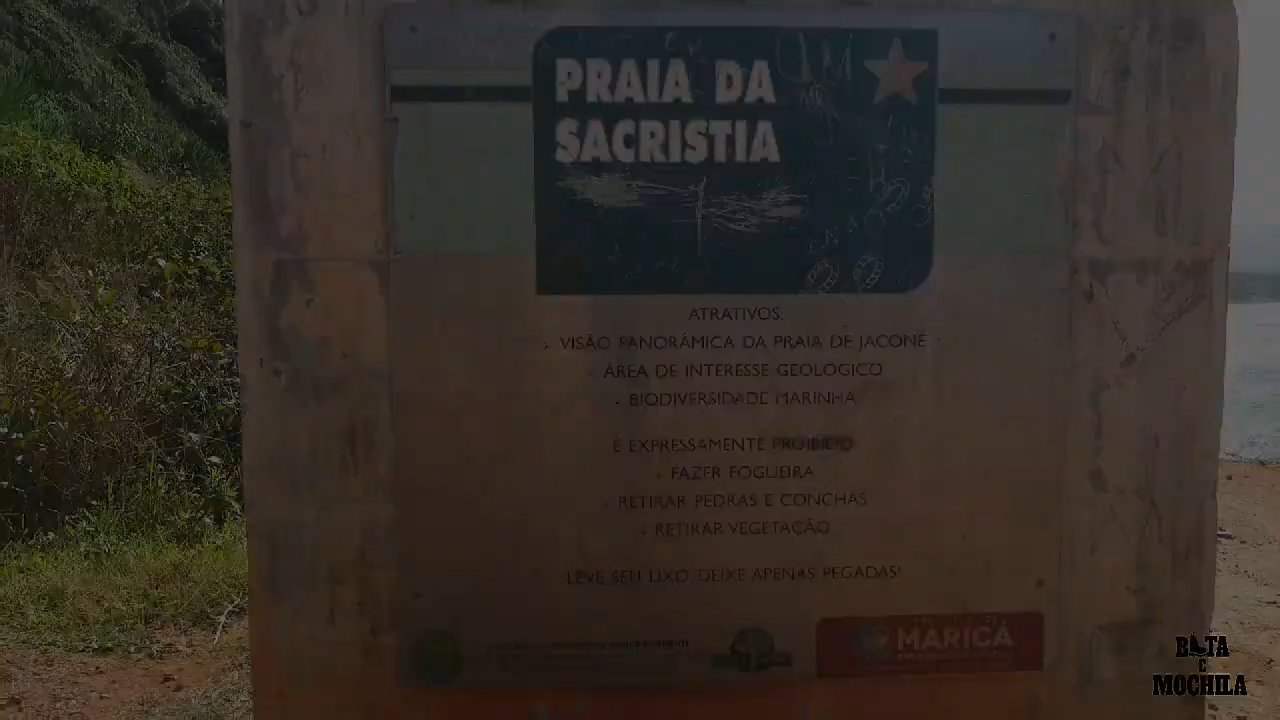 PRAIA DA
SACRISTIA
ATRATIVOS:
- VISÃO PANORÂMICA DA PRAIA DE JACONÉ
- ÁREA DE INTERESSE GEOLOGICO
- BIODIVERSIDADE MARINHA
É EXPRESSAMENTE PROIBIDO
- FAZER FOGUEIRA
- RETIRAR PEDRAS E CONCHAS
- RETIRAR VEGETAÇÃO
LEVE SEU LIXO, DEIXE APENAS PEGADAS!
MARICÁ
BOTA
E
MOCHILA